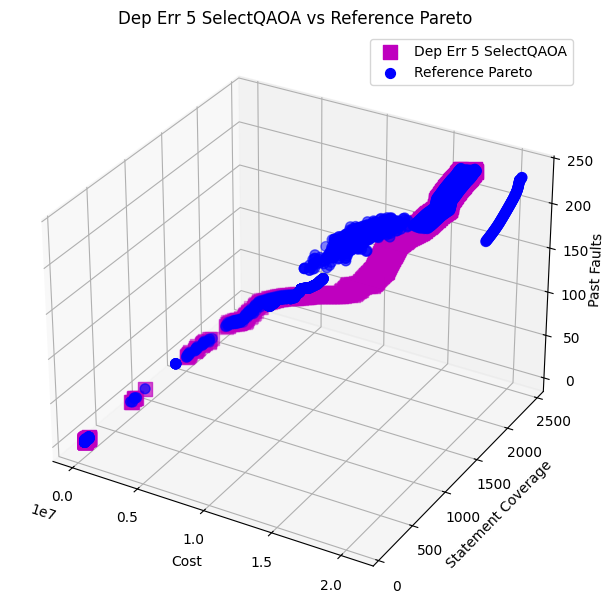 Dep Err 5 SelectQAOA vs Reference Pareto
Dep Err 5 SelectQAOA
Reference Pareto
250
200
150
100
50
0
Past Faults
2500
2000
1500
1000
500
0
Statement Coverage
0.0
0.5
1.0
1.5
2.0
1e7
Cost